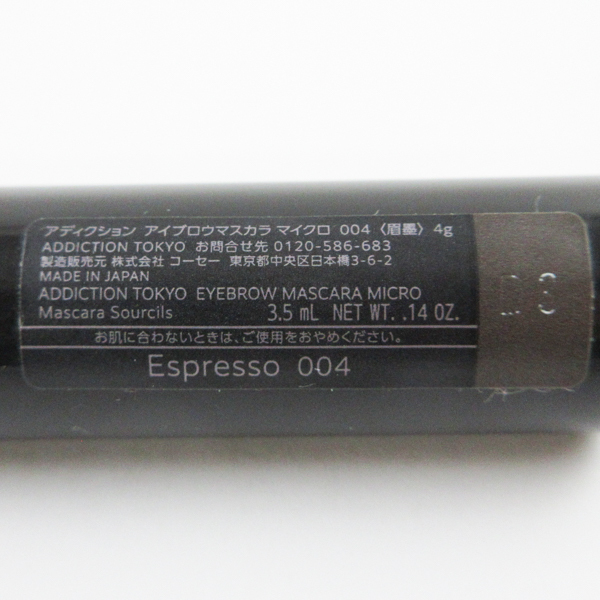 アディクション アイブロウマスカラ マイクロ 004 〈眉墨〉 4g
ADDICTION TOKYO お問合せ先 0120-586-683
製造販売元 株式会社 コーセー 東京都中央区日本橋3-6-2
MADE IN JAPAN
ADDICTION TOKYO EYEBROW MASCARA MICRO
Mascara Sourcils 3.5 mL NET WT. .14 OZ.
お肌に合わないときは、ご使用をおやめください。
Espresso 004